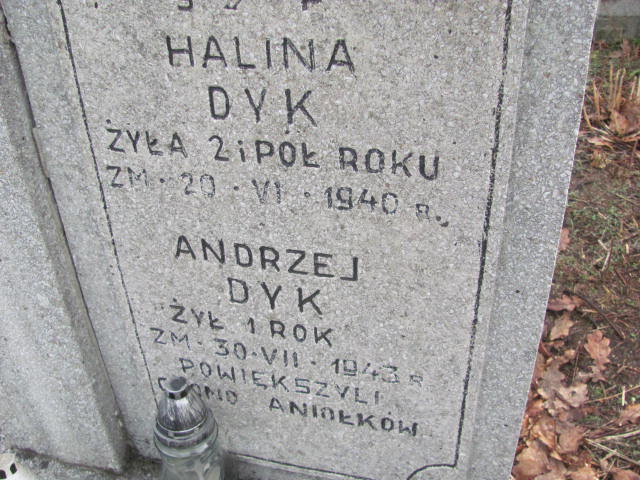 HALINA
DYK
ŻYŁA 2 i PÓŁ ROKU
ZM · 20 · VI · 1940 R.
ANDRZEJ
DYK
ŻYŁ 1 ROK
ZM · 30 · VII · 1943 R
POWIĘKSZYLI
GRONO ANIOŁKÓW